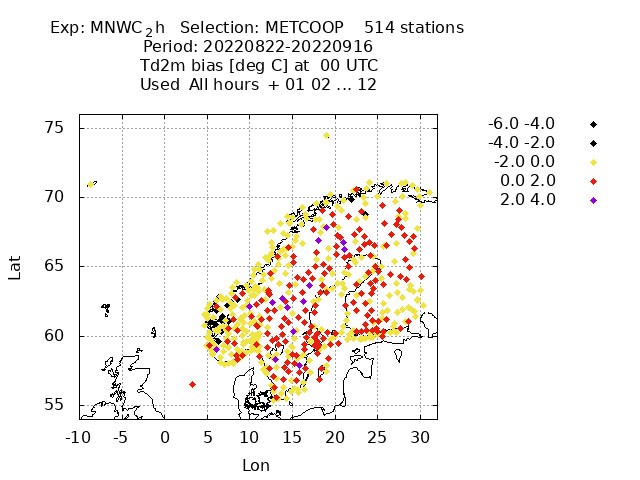 Exp: MNWC₂h   Selection: METCOOP    514 stations
Period: 20220822-20220916
Td2m bias [deg C] at  00 UTC
Used  All hours  + 01 02 ... 12
-6.0 -4.0
-4.0 -2.0
-2.0 0.0
0.0 2.0
2.0 4.0
75
70
65
60
55
Lat
-10 -5 0 5 10 15 20 25 30
Lon